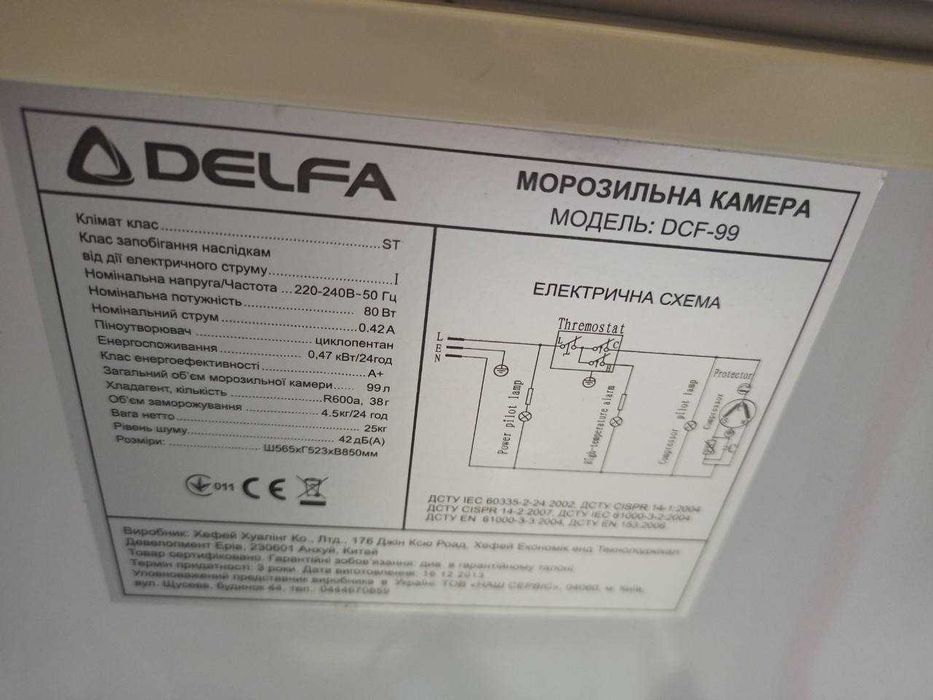 DELFA
МОРОЗИЛЬНА КАМЕРА
МОДЕЛЬ: DCF-99
Клімат клас........................................ST
Клас запобігання наслідкам
від дії електричного струму........................I
Номінальна напруга/Частота ...220-240В~50 Гц
Номінальна потужність..............................80 Вт
Номінальний струм..............................0.42А
Піноутворювач..............................циклопентан
Енергоспоживання....................0,47 кВт/24год
Клас енергоефективності..............................А+
Загальний об'єм морозильної камери......99 л
Хладагент, кількість......................R600a, 38г
Об'єм заморожування....................4.5кг/24 год
Вага нетто........................................25кг
Рівень шуму........................................42 дБ(А)
Розміри:....................Ш565хГ523хВ850мм
011 CE
ЕЛЕКТРИЧНА СХЕМА
Thremostat
L
E
N
C
H
Power pilot lamp
High-temperature alarm
Compressor pilot lamp
Compressor
Protector
ДСТУ IEC 60335-2-24:2002, ДСТУ CISPR 14-1:2004
ДСТУ CISPR 14-2:2007, ДСТУ IEC 61000-3-2:2004
ДСТУ EN 61000-3-3:2004, ДСТУ EN 153:2006
Виробник: Хефей Хуалінг Ко., Лтд., 176 Джін Ксю Роад, Хефей Економік енд Текнолоджікал
Девелопмент Еріа, 230601 Анхуй, Китай
Товар сертифіковано. Гарантійні зобов'язання: див. в гарантійному талоні
Термін придатності: 3 роки. Дата виготовлення: 16.12.2013
Уповноважений представник виробника в Україні: ТОВ «НАШ СЕРВІС», 04060, м. Київ,
вул. Щусєва, будинок 44, тел.: 0444670859